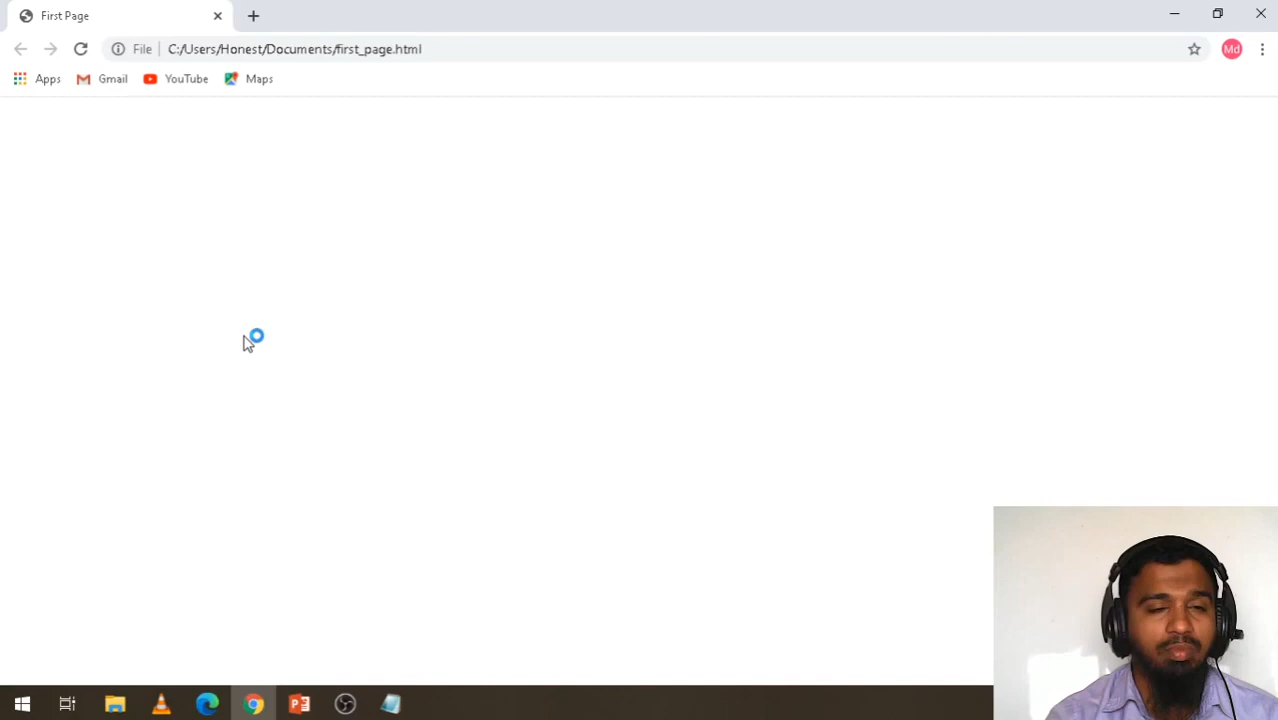 First Page
File C:/Users/Honest/Documents/first_page.html
Md
Apps Gmail YouTube Maps